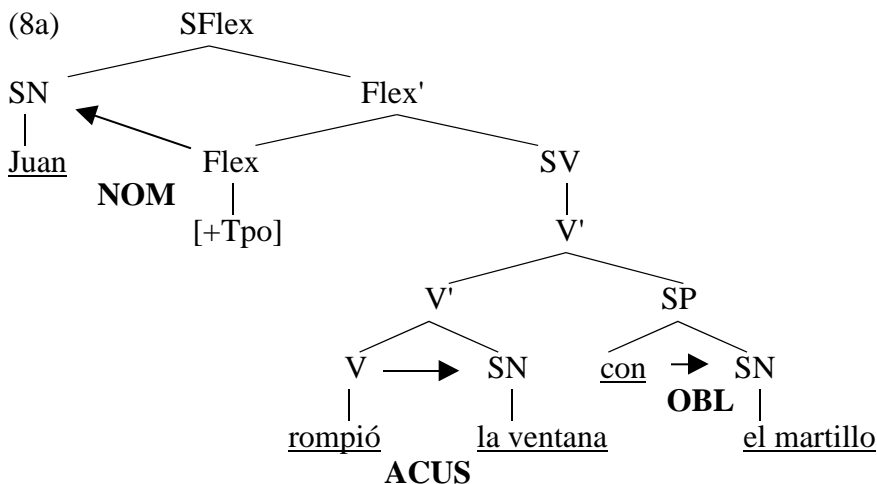 (8a) SFlex
SN Flex'
Juan Flex SV
NOM
[+Tpo] V'
V' SP
V SN con SN
OBL
rompió la ventana el martillo
ACUS